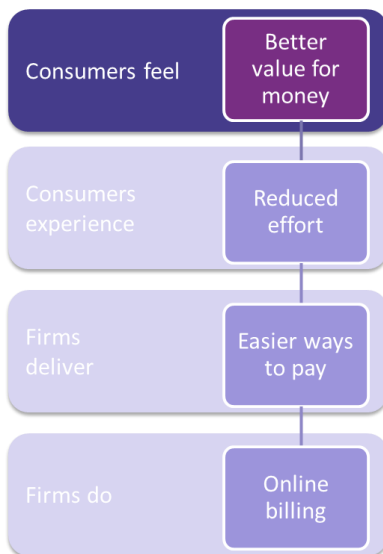 Consumers feel
Better
value for
money
Consumers
experience
Reduced
effort
Firms
deliver
Easier ways
to pay
Firms do
Online
billing